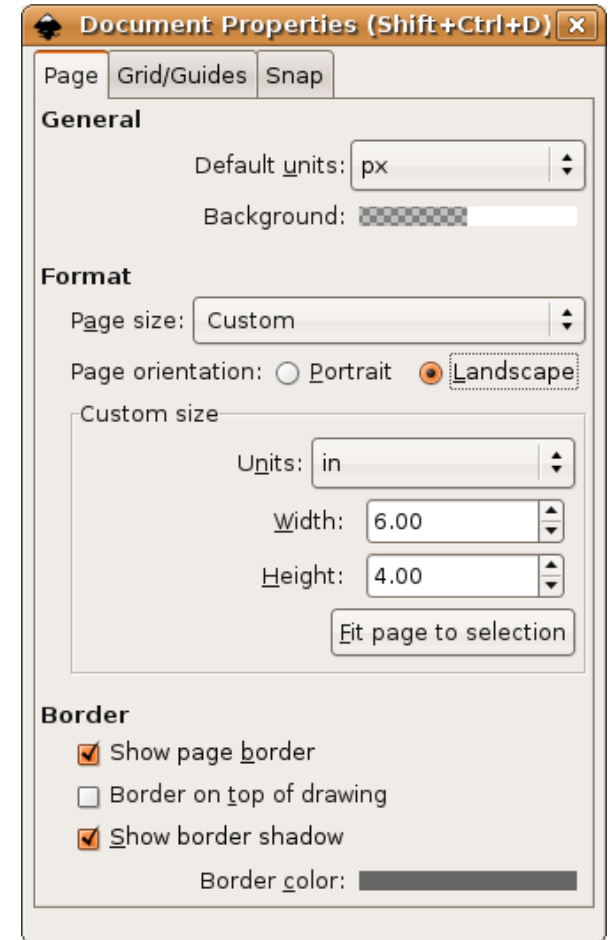 Document Properties (Shift+Ctrl+D)
Page Grid/Guides Snap
General
Default units: px
Background:
Format
Page size: Custom
Page orientation: Portrait Landscape
Custom size
Units: in
Width: 6.00
Height: 4.00
Fit page to selection
Border
Show page border
Border on top of drawing
Show border shadow
Border color: